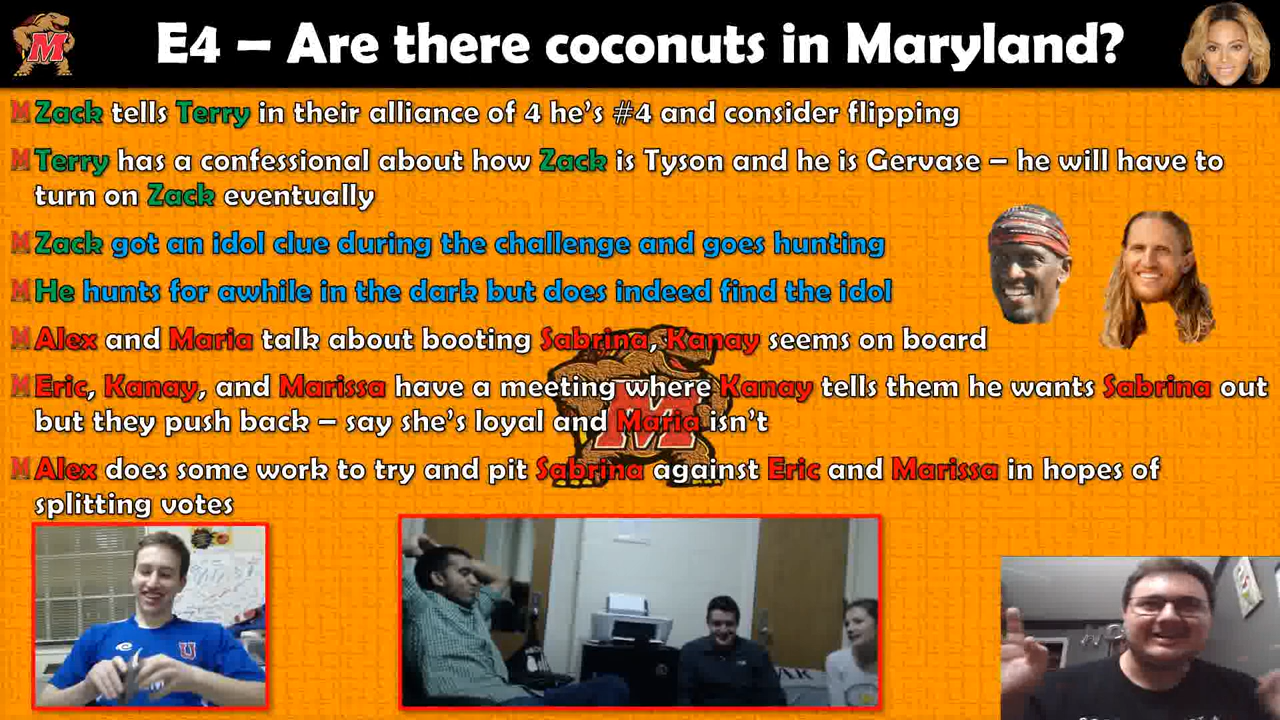 E4 – Are there coconuts in Maryland?
Zack tells Terry in their alliance of 4 he's #4 and consider flipping
Terry has a confessional about how Zack is Tyson and he is Gervase – he will have to
turn on Zack eventually
Zack got an idol clue during the challenge and goes hunting
He hunts for awhile in the dark but does indeed find the idol
Alex and Maria talk about booting Sabrina, Kanay seems on board
Eric, Kanay, and Marissa have a meeting where Kanay tells them he wants Sabrina out
but they push back – say she's loyal and Maria isn't
Alex does some work to try and pit Sabrina against Eric and Marissa in hopes of
splitting votes